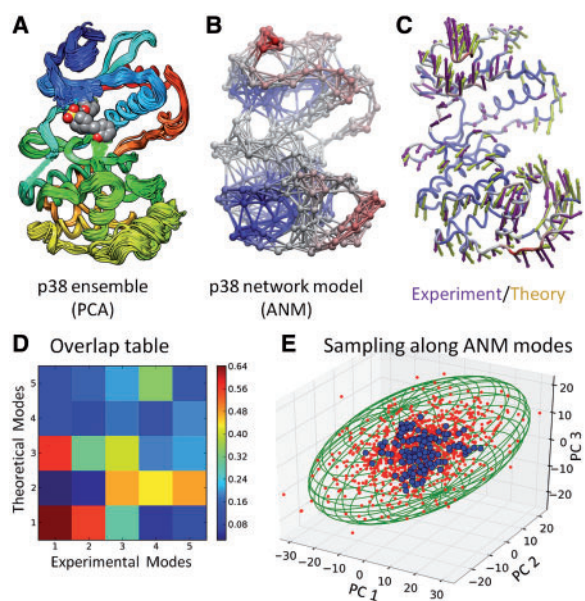 A
B
C
p38 ensemble
(PCA)
p38 network model
(ANM)
Experiment/Theory
D Overlap table
0.64
0.56
0.48
0.40
0.32
0.24
0.16
0.08
Theoretical Modes
5
4
3
2
1
1 2 3 4 5
Experimental Modes
E Sampling along ANM modes
20
10
0
−10
−20
PC 3
−30
−20
−10
0
10
20
30
PC 1
−20
−10
0
10
20
PC 2